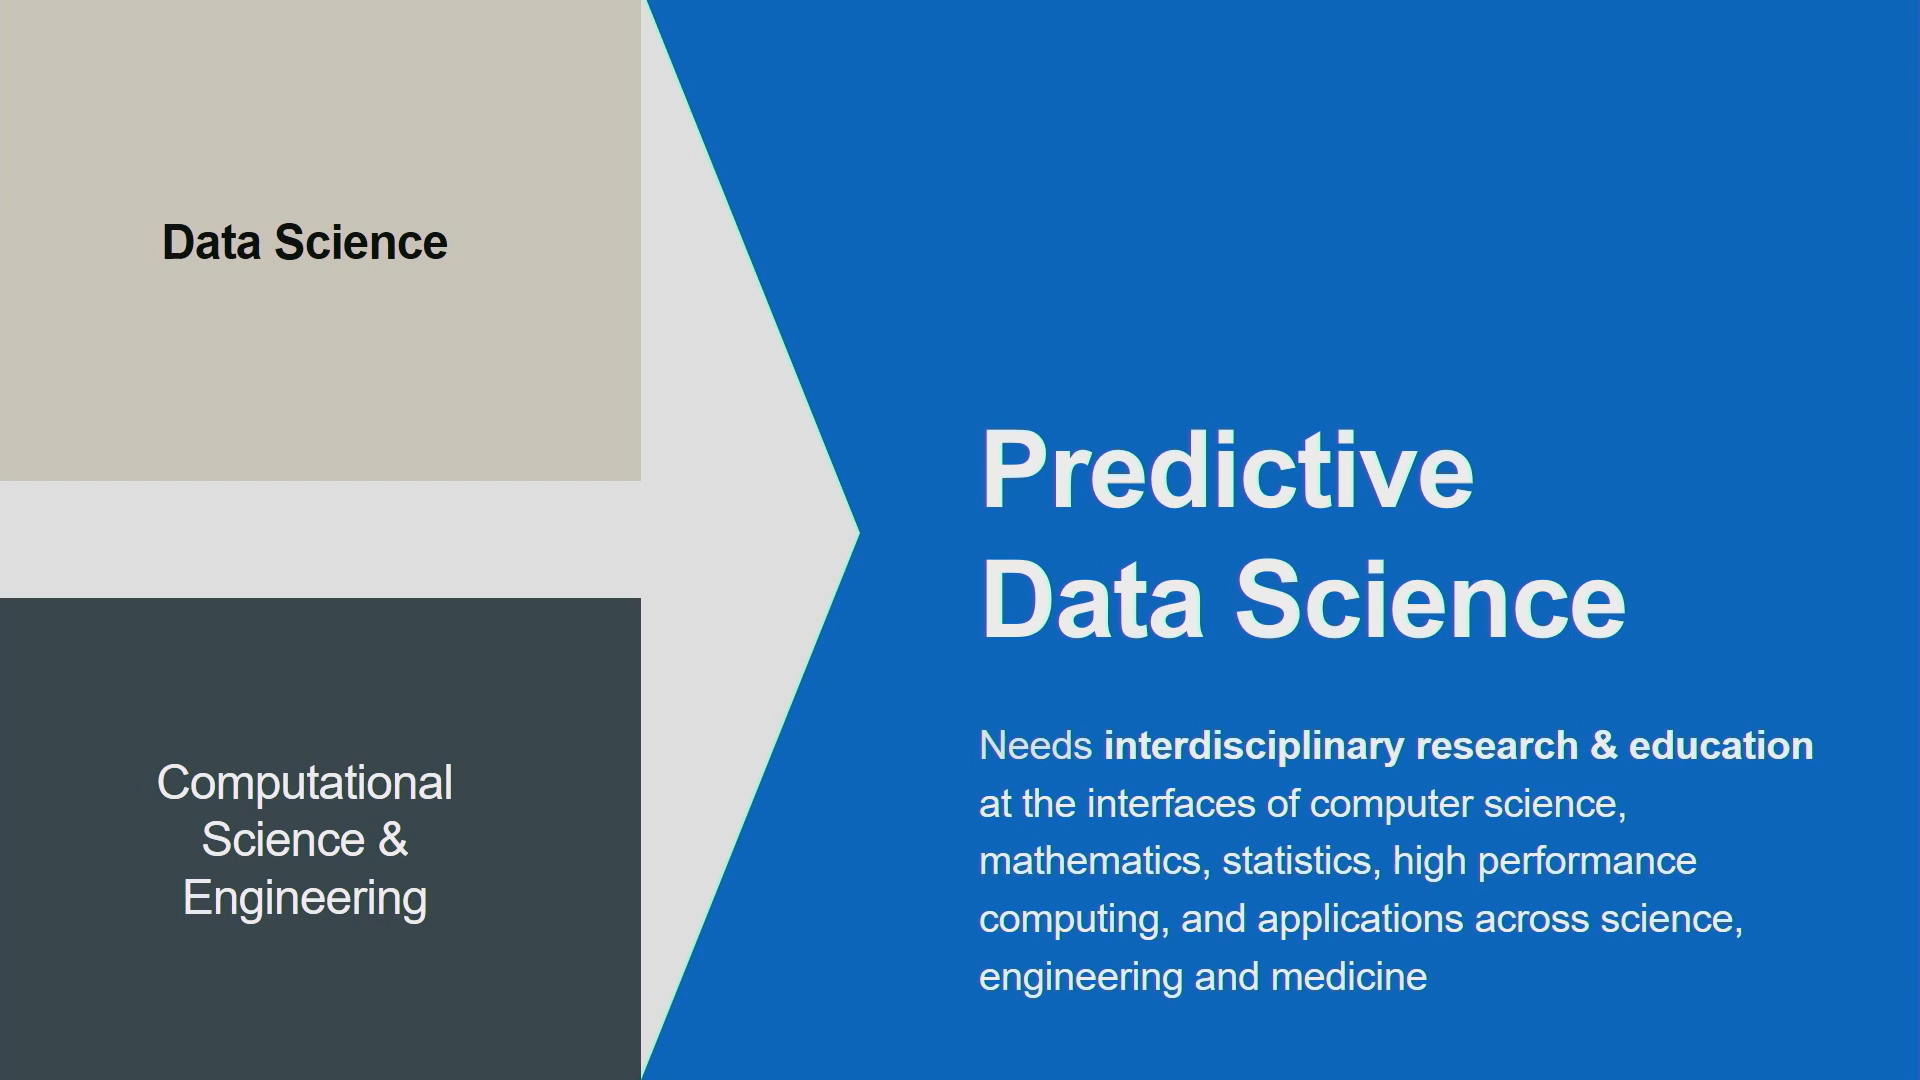 Data Science
Computational
Science &
Engineering
Predictive
Data Science
Needs interdisciplinary research & education
at the interfaces of computer science,
mathematics, statistics, high performance
computing, and applications across science,
engineering and medicine